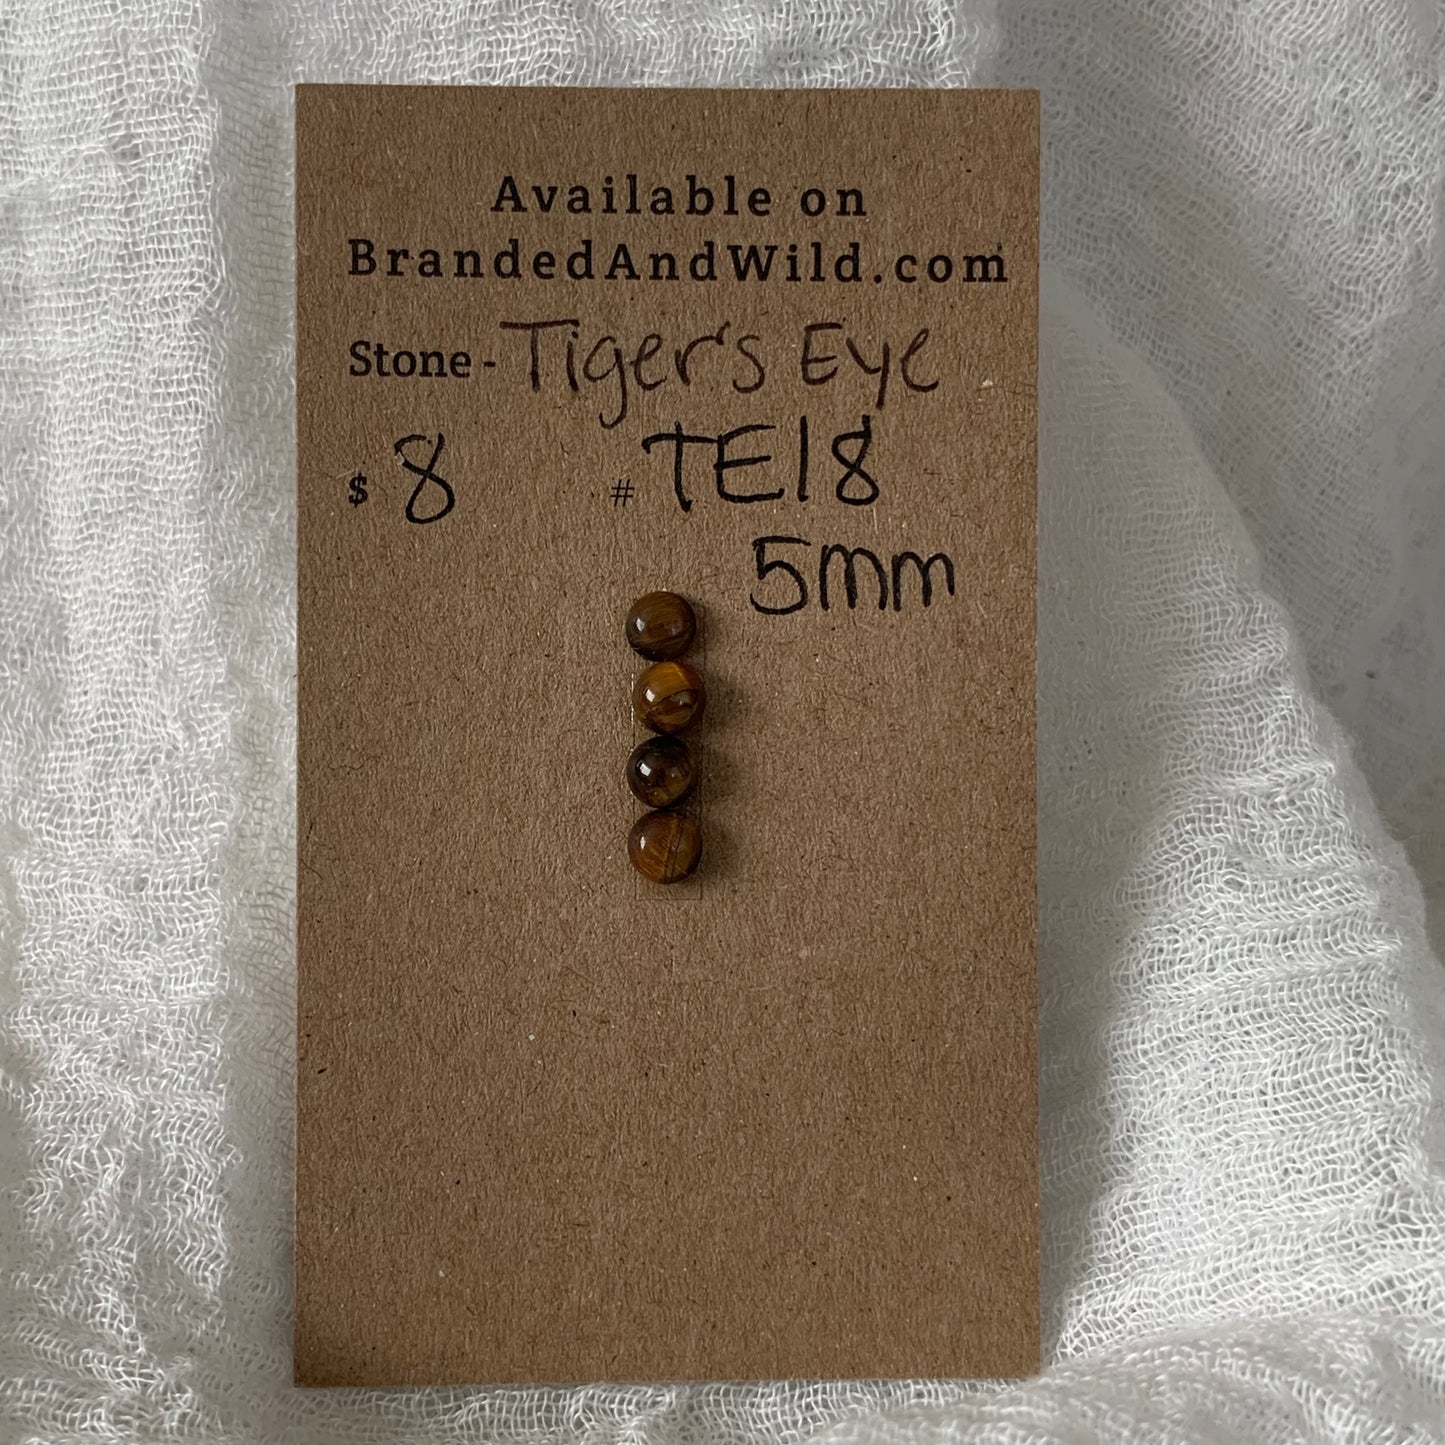 Available on
BrandedAndWild.com
Stone - Tiger's Eye
$ 8 # TE18
5mm